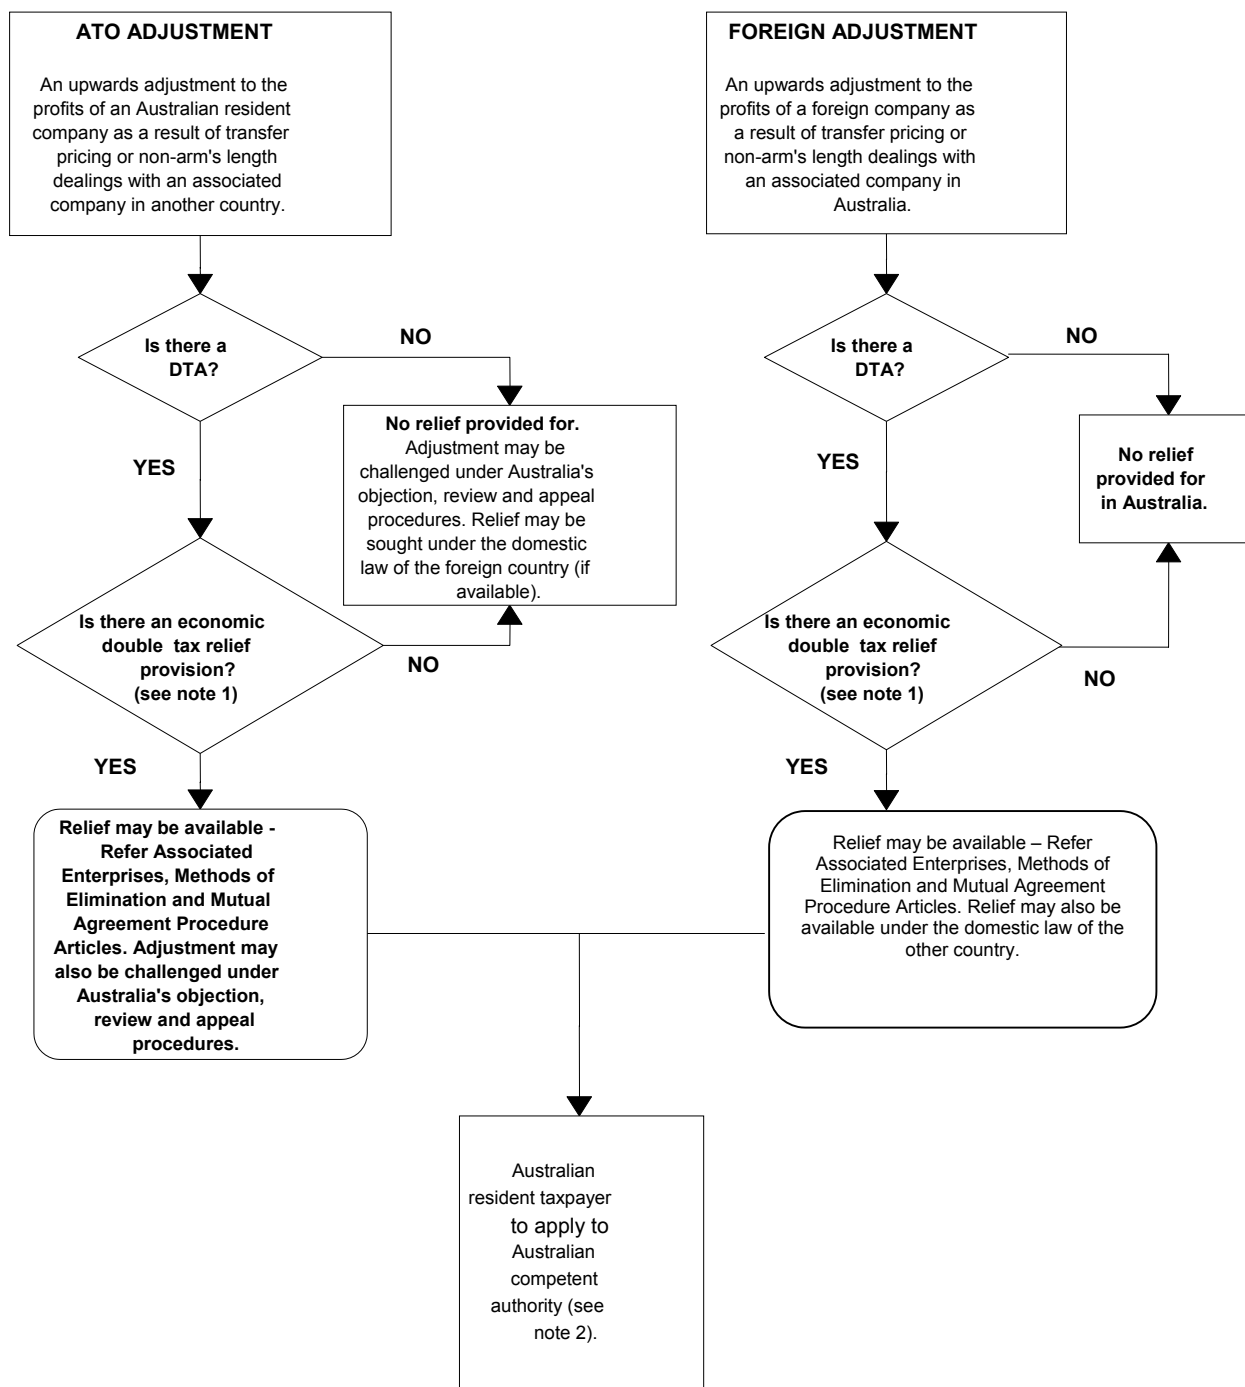 ATO ADJUSTMENT
An upwards adjustment to the
profits of an Australian resident
company as a result of transfer
pricing or non-arm's length
dealings with an associated
company in another country.
Is there a
DTA?
NO
YES
No relief provided for.
Adjustment may be
challenged under Australia's
objection, review and appeal
procedures. Relief may be
sought under the domestic
law of the foreign country (if
available).
Is there an economic
double tax relief
provision?
(see note 1)
NO
YES
Relief may be available -
Refer Associated
Enterprises, Methods of
Elimination and Mutual
Agreement Procedure
Articles. Adjustment may
also be challenged under
Australia's objection,
review and appeal
procedures.
FOREIGN ADJUSTMENT
An upwards adjustment to the
profits of a foreign company as
a result of transfer pricing or
non-arm's length dealings with
an associated company in
Australia.
Is there a
DTA?
NO
YES
No relief
provided for
in Australia.
Is there an economic
double tax relief
provision?
(see note 1)
NO
YES
Relief may be available – Refer
Associated Enterprises, Methods of
Elimination and Mutual Agreement
Procedure Articles. Relief may also be
available under the domestic law of the
other country.
Australian
resident taxpayer
to apply to
Australian
competent
authority (see
note 2).